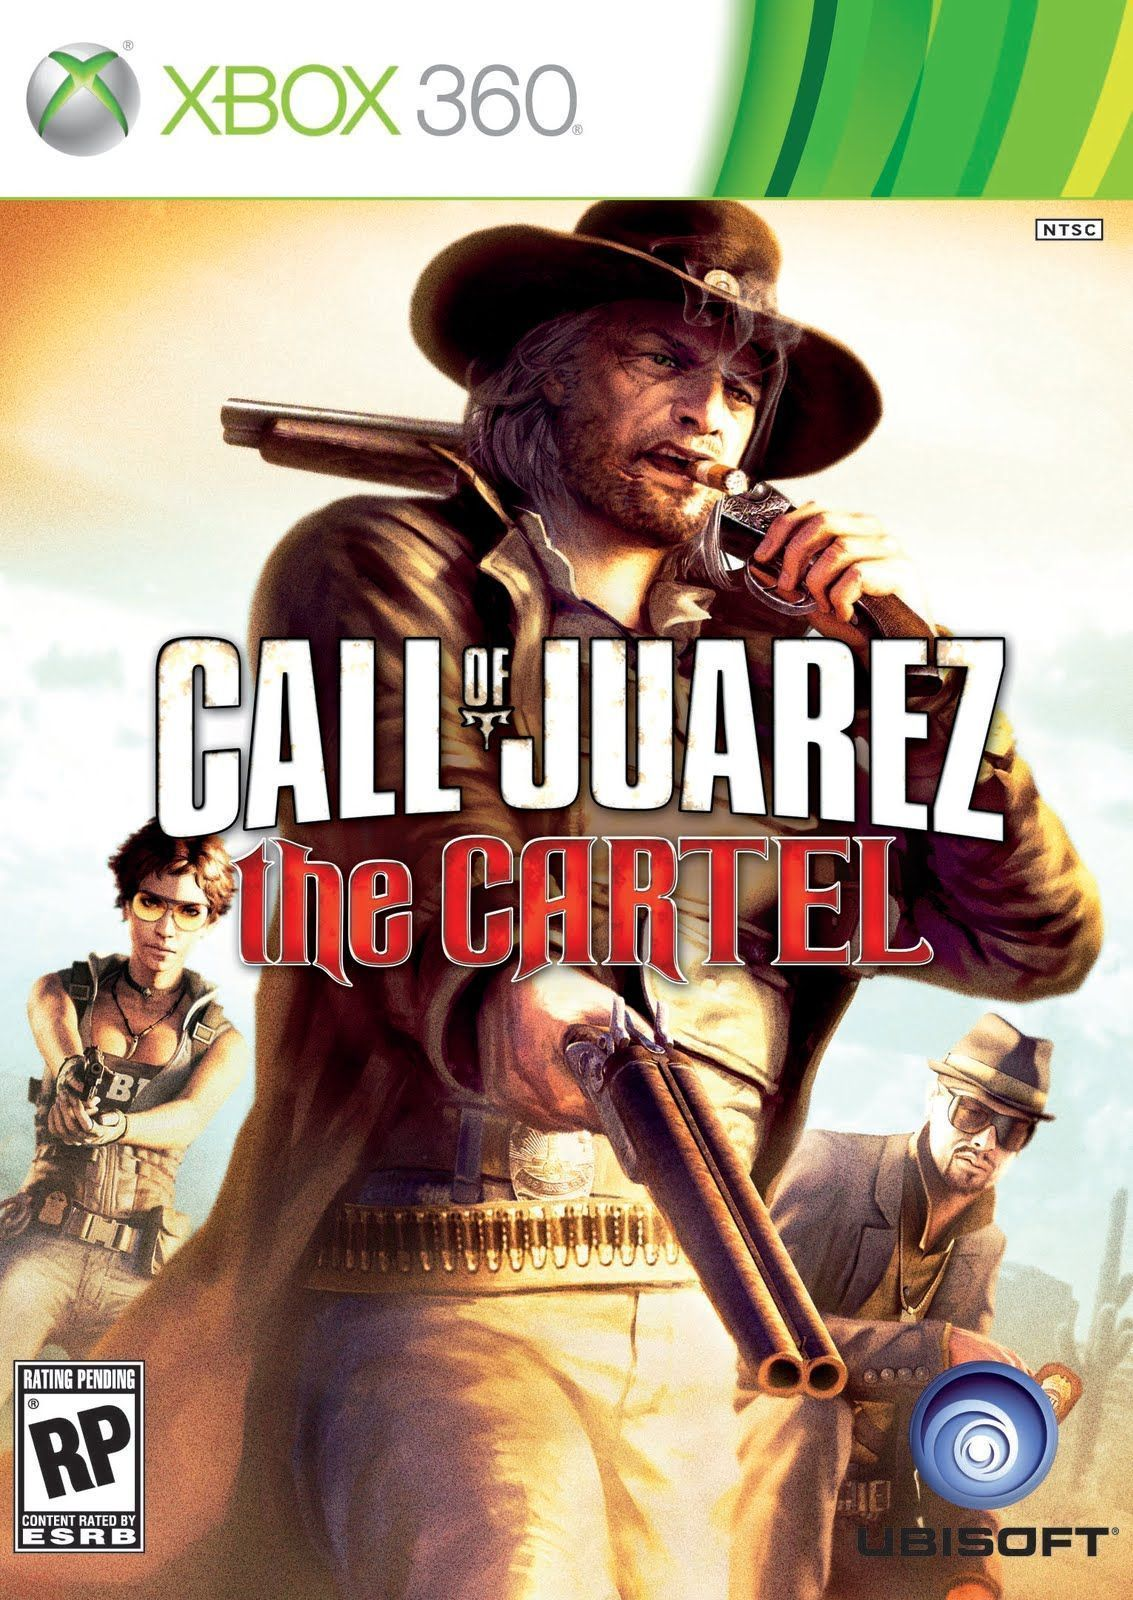 XBOX 360
NTSC
CALL OF JUAREZ
the CARTEL
RATING PENDING
RP
CONTENT RATED BY
ESRB
UBISOFT